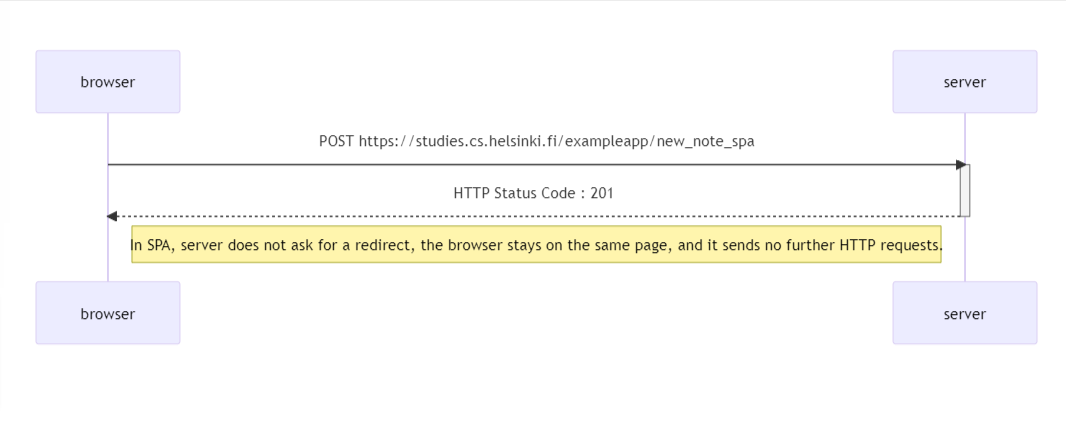 browser
server
POST https://studies.cs.helsinki.fi/exampleapp/new_note_spa
HTTP Status Code : 201
In SPA, server does not ask for a redirect, the browser stays on the same page, and it sends no further HTTP requests.
browser
server